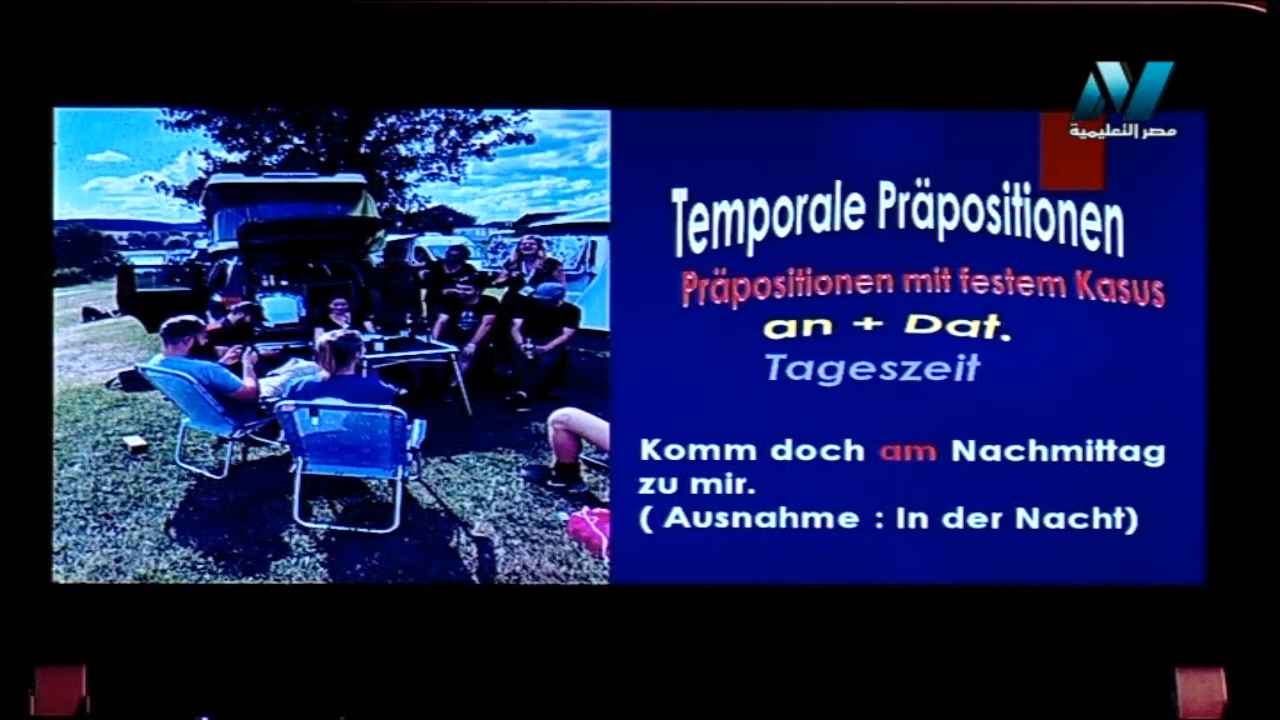 مصر التعليمية
Temporale Präpositionen
Präpositionen mit festem Kasus
an + Dat.
Tageszeit
Komm doch am Nachmittag
zu mir.
( Ausnahme : In der Nacht)